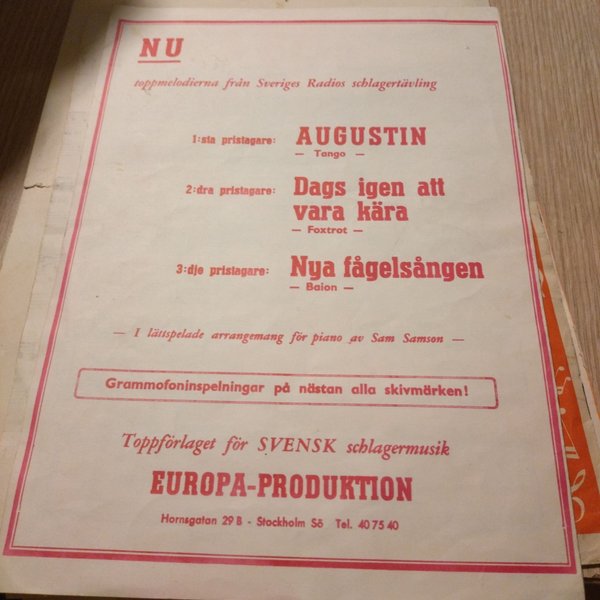 NU
toppmelodierna från Sveriges Radios schlagertävling
1:sta pristagare: AUGUSTIN
— Tango —
2:dra pristagare: Dags igen att
vara kära
— Foxtrot —
3:dje pristagare: Nya fågelsången
— Baion —
— I lättspelade arrangemang för piano av Sam Samson —
Grammofoninspelningar på nästan alla skivmärken!
Toppförlaget för SVENSK schlagermusik
EUROPA-PRODUKTION
Hornsgatan 29 B - Stockholm Sö Tel. 40 75 40